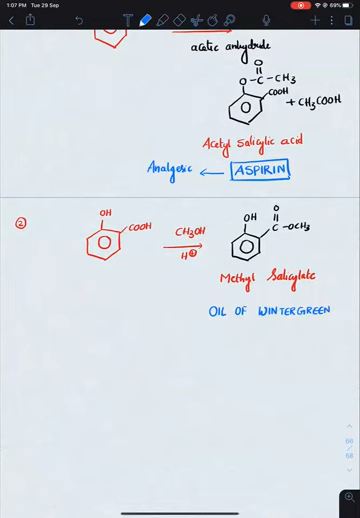 1:07 PM Tue 29 Sep
69%
acetic anhydride
O
O-C-CH3
COOH
+ CH3COOH
Acetyl Salicylic acid
Analgesic ← ASPIRIN
2
OH
COOH
CH3OH
H+
OH
O
C-OCH3
Methyl Salicylate
OIL OF WINTERGREEN
66
68